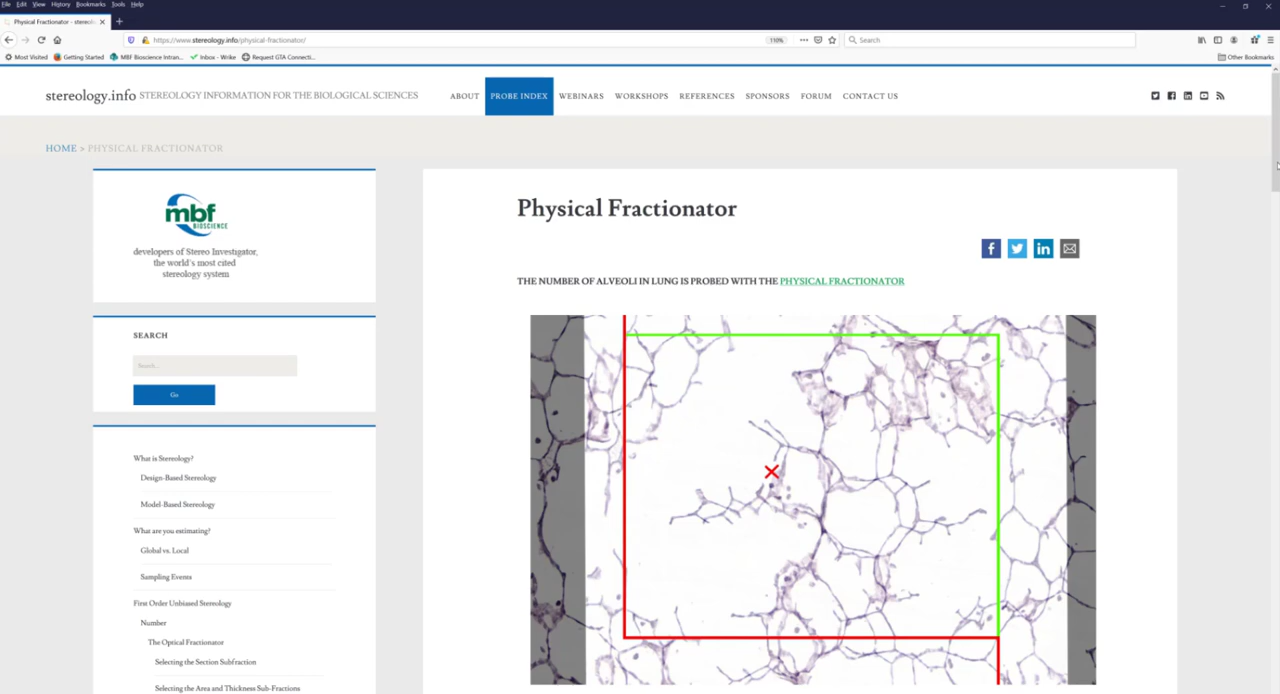 File Edit View History Bookmarks Tools Help
Physical Fractionator - stereolo
https://www.stereology.info/physical-fractionator/
110%
Search
Most Visited Getting Started MBF Bioscience Intran... Inbox - Wrike Request GTA Connecti...
Other Bookmarks
stereology.info STEREOLOGY INFORMATION FOR THE BIOLOGICAL SCIENCES
ABOUT PROBE INDEX WEBINARS WORKSHOPS REFERENCES SPONSORS FORUM CONTACT US
HOME > PHYSICAL FRACTIONATOR
mbf
BIOSCIENCE
developers of Stereo Investigator,
the world's most cited
stereology system
SEARCH
Search...
Go
What is Stereology?
Design-Based Stereology
Model-Based Stereology
What are you estimating?
Global vs. Local
Sampling Events
First Order Unbiased Stereology
Number
The Optical Fractionator
Selecting the Section Subfraction
Selecting the Area and Thickness Sub-Fractions
Physical Fractionator
THE NUMBER OF ALVEOLI IN LUNG IS PROBED WITH THE PHYSICAL FRACTIONATOR